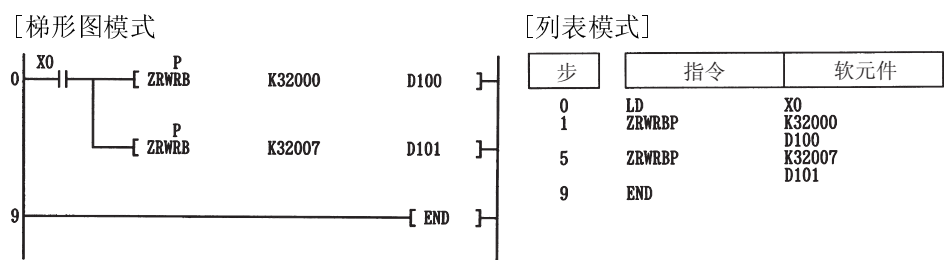 [梯形图模式
X0
P
0 ZRWRB K32000 D100
P
ZRWRB K32007 D101
9 END
[列表模式]
步 指令 软元件
0 LD X0
1 ZRWRBP K32000
D100
5 ZRWRBP K32007
D101
9 END